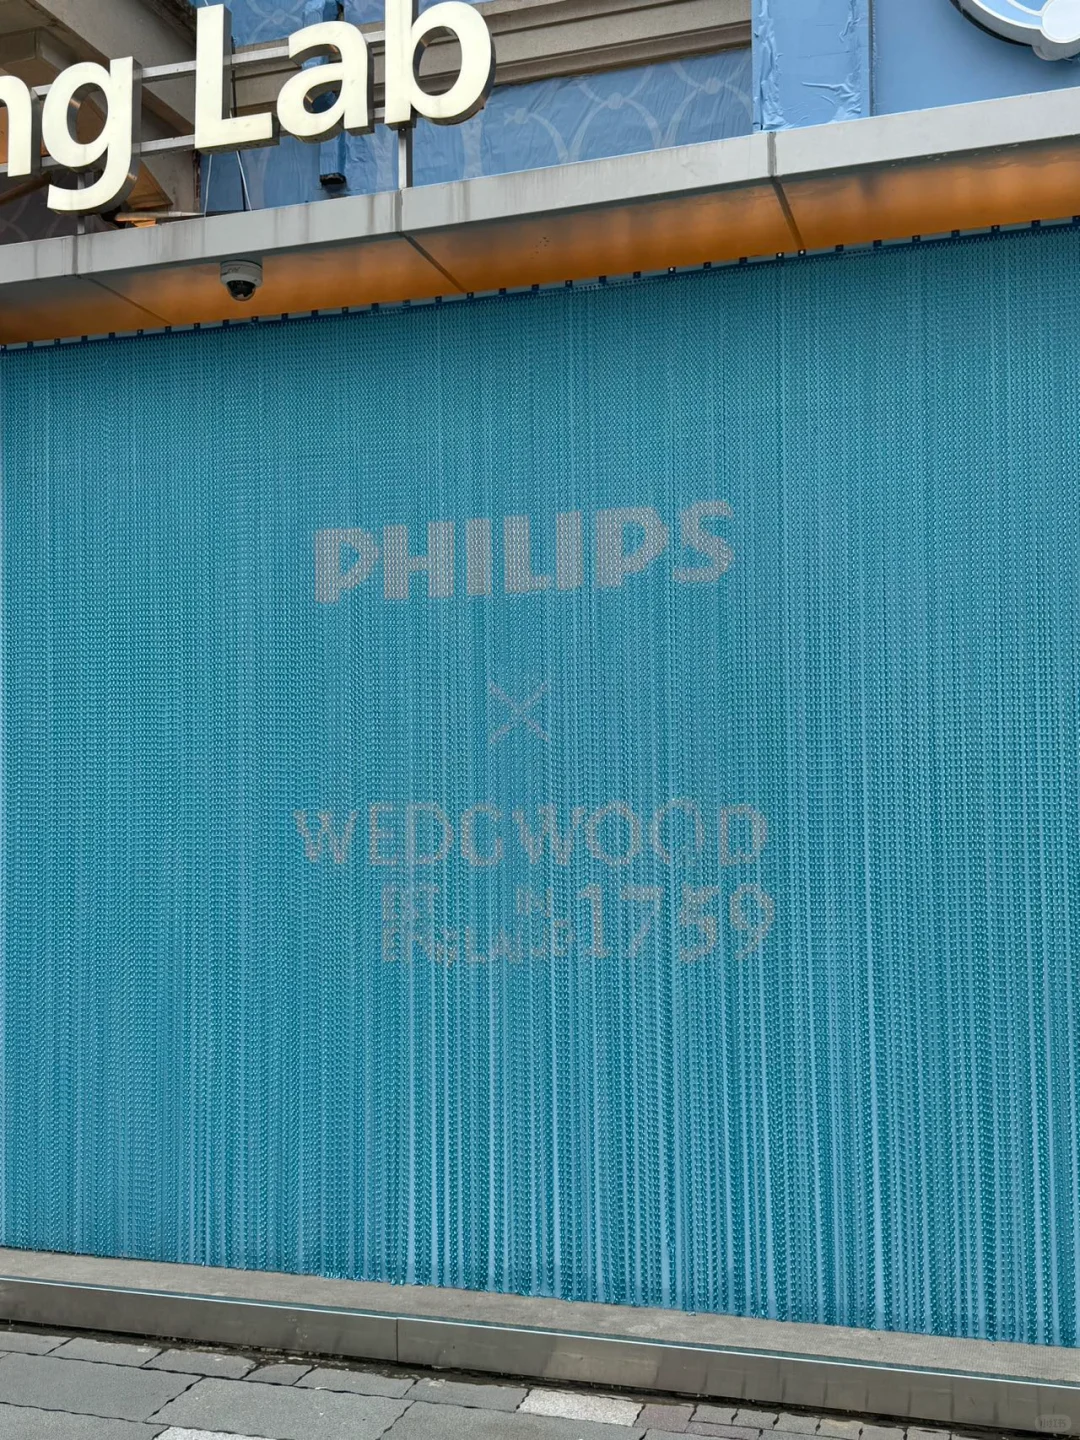 ng Lab
PHILIPS
×
WEDGWOOD
EST IN
ENGLAND 1759